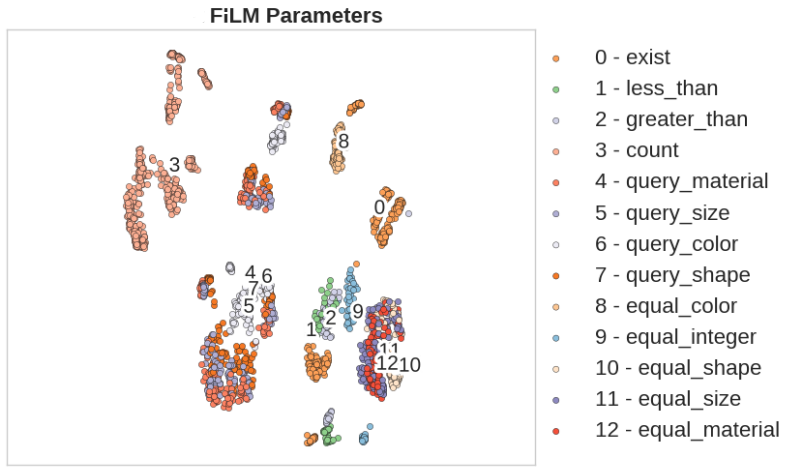 FiLM Parameters
8
3
0
4 6
7
5
2 9
1
11
12 10
0 - exist
1 - less_than
2 - greater_than
3 - count
4 - query_material
5 - query_size
6 - query_color
7 - query_shape
8 - equal_color
9 - equal_integer
10 - equal_shape
11 - equal_size
12 - equal_material